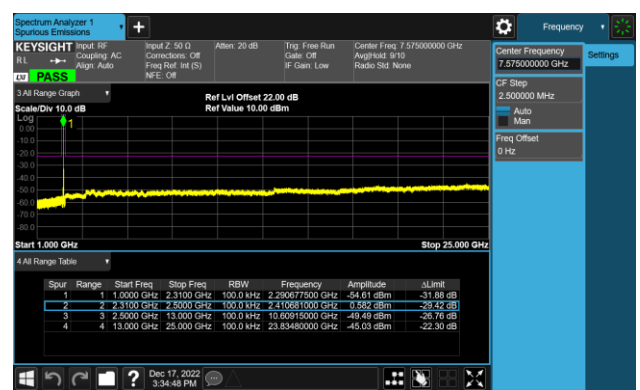 Spectrum Analyzer 1
Spurious Emissions
Frequency
KEYSIGHT
Input: RF
Coupling: AC
Align: Auto
Input Z: 50 Ω
Corrections: Off
Freq Ref: Int (S)
NFE: Off
Atten: 20 dB
Trig: Free Run
Gate: Off
IF Gain: Low
Center Freq: 7.575000000 GHz
Avg|Hold: 9/10
Radio Std: None
RL
LXI PASS
Center Frequency
7.575000000 GHz
Settings
CF Step
2.500000 MHz
Auto
Man
Freq Offset
0 Hz
3 All Range Graph
Scale/Div 10.0 dB
Ref Lvl Offset 22.00 dB
Ref Value 10.00 dBm
Log
1
0.00
-10.0
-20.0
-30.0
-40.0
-50.0
-60.0
-70.0
-80.0
Start 1.000 GHz Stop 25.000 GHz
4 All Range Table
Spur Range Start Freq Stop Freq RBW Frequency Amplitude ΔLimit
1 1 1.0000 GHz 2.3100 GHz 100.0 kHz 2.290677500 GHz -54.61 dBm -31.88 dB
2 2 2.3100 GHz 2.5000 GHz 100.0 kHz 2.410681000 GHz 0.582 dBm -29.42 dB
3 3 2.5000 GHz 13.000 GHz 100.0 kHz 10.60915000 GHz -49.49 dBm -26.76 dB
4 4 13.000 GHz 25.000 GHz 100.0 kHz 23.83480000 GHz -45.03 dBm -22.30 dB
?
Dec 17, 2022
3:34:48 PM